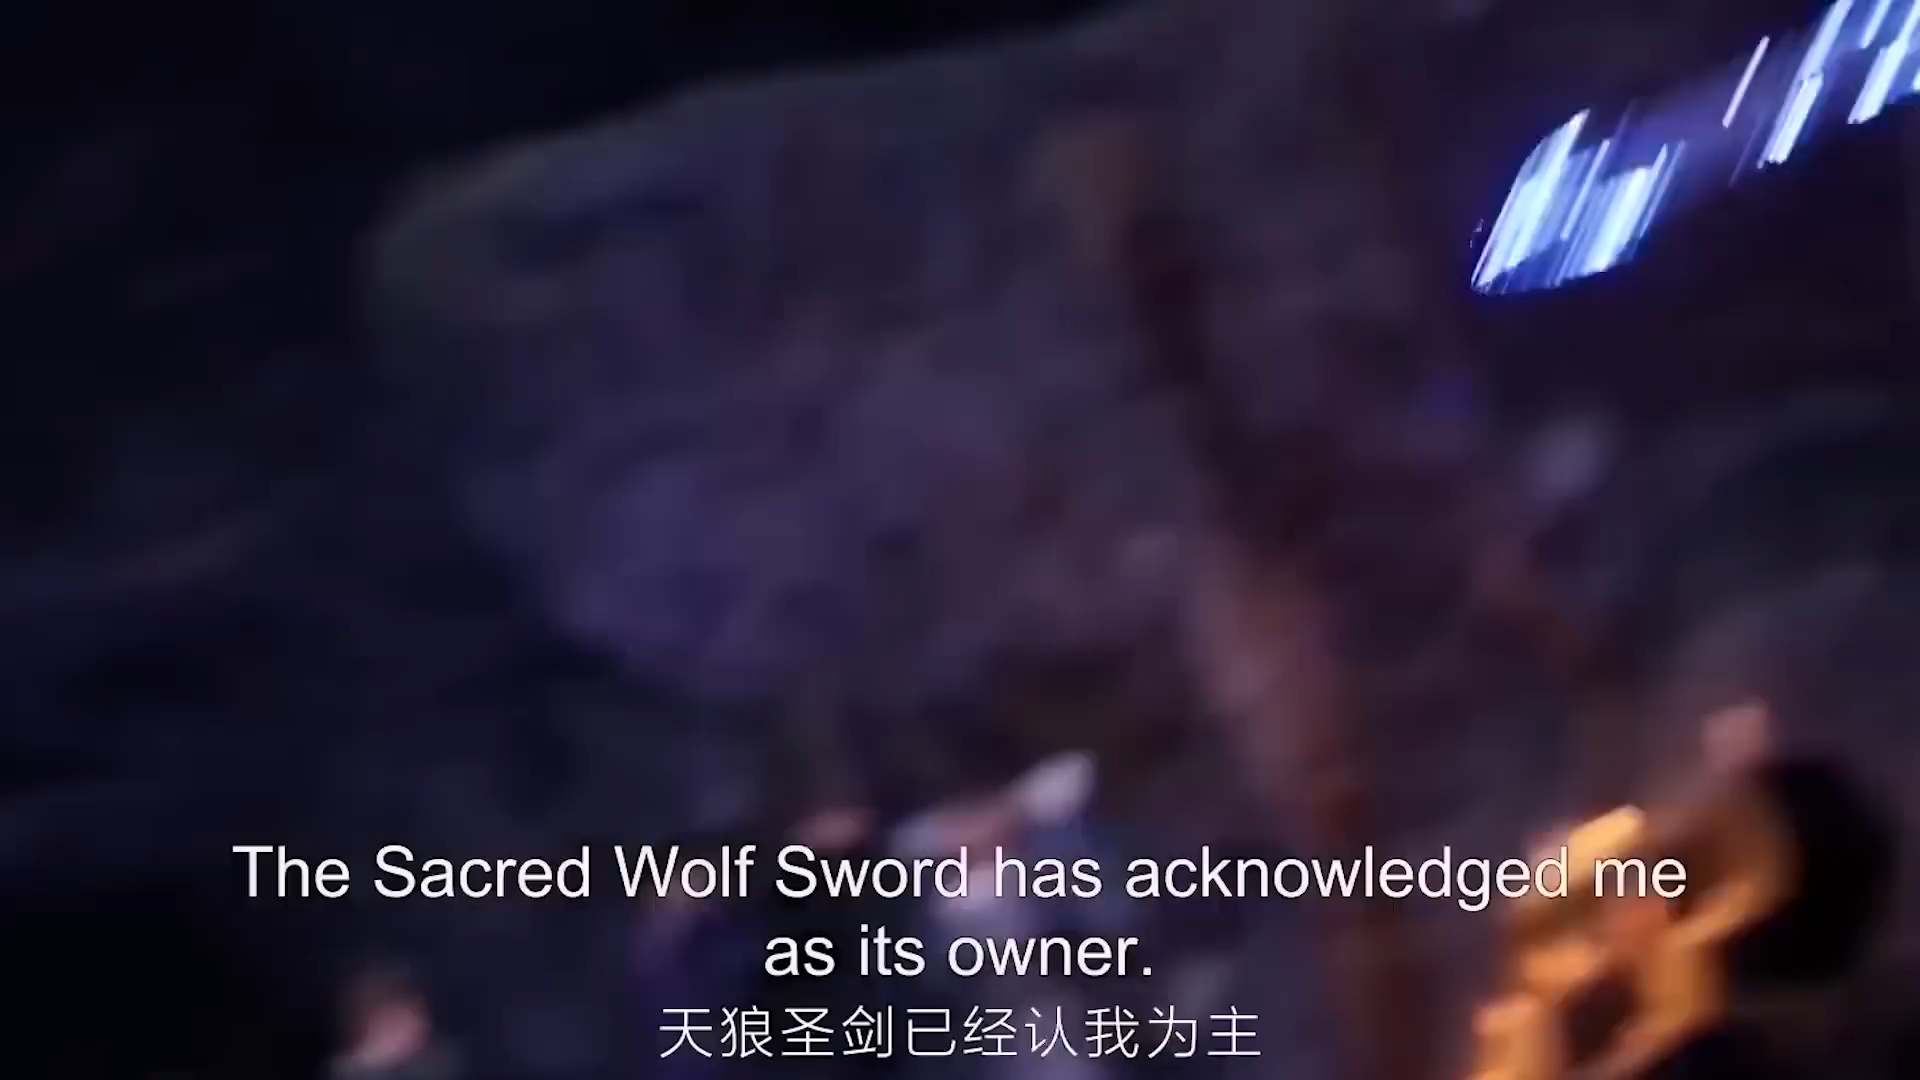 The Sacred Wolf Sword has acknowledged me
as its owner.
天狼圣剑已经认我为主